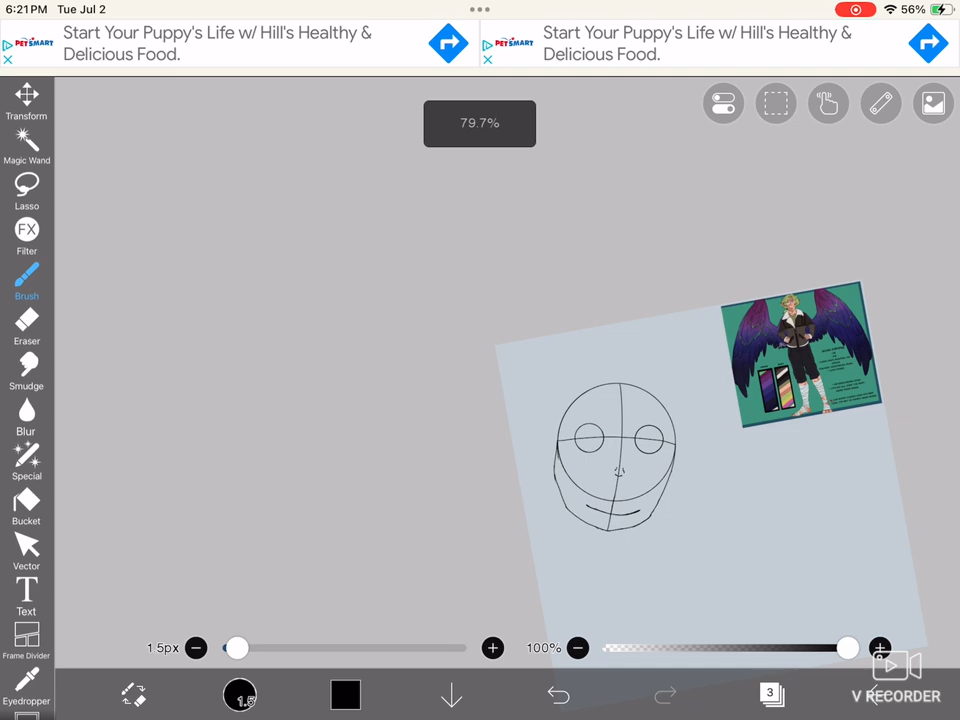 6:21PM Tue Jul 2
56%
PETSMART
Start Your Puppy's Life w/ Hill's Healthy &
Delicious Food.
PETSMART
Start Your Puppy's Life w/ Hill's Healthy &
Delicious Food.
79.7%
Transform
Magic Wand
Lasso
FX
Filter
Brush
Eraser
Smudge
Blur
Special
Bucket
Vector
T
Text
Frame Divider
Eyedropper
1.5px
100%
1.5
3
V RECORDER